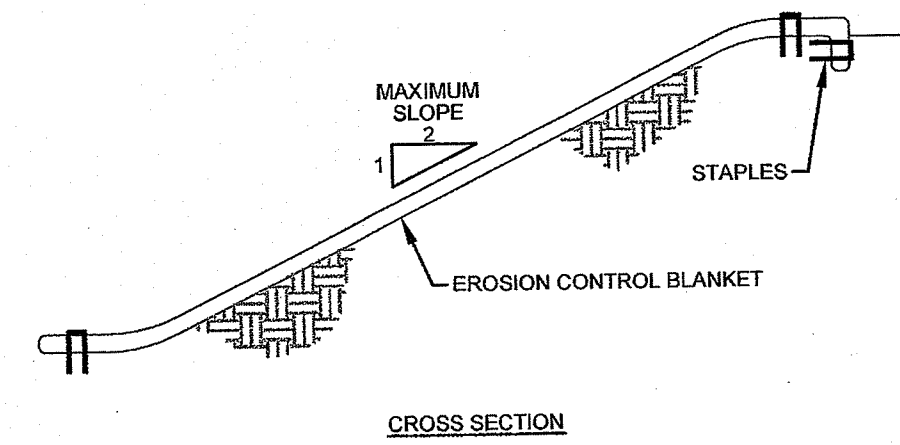 MAXIMUM
SLOPE
2
1
STAPLES
EROSION CONTROL BLANKET
CROSS SECTION